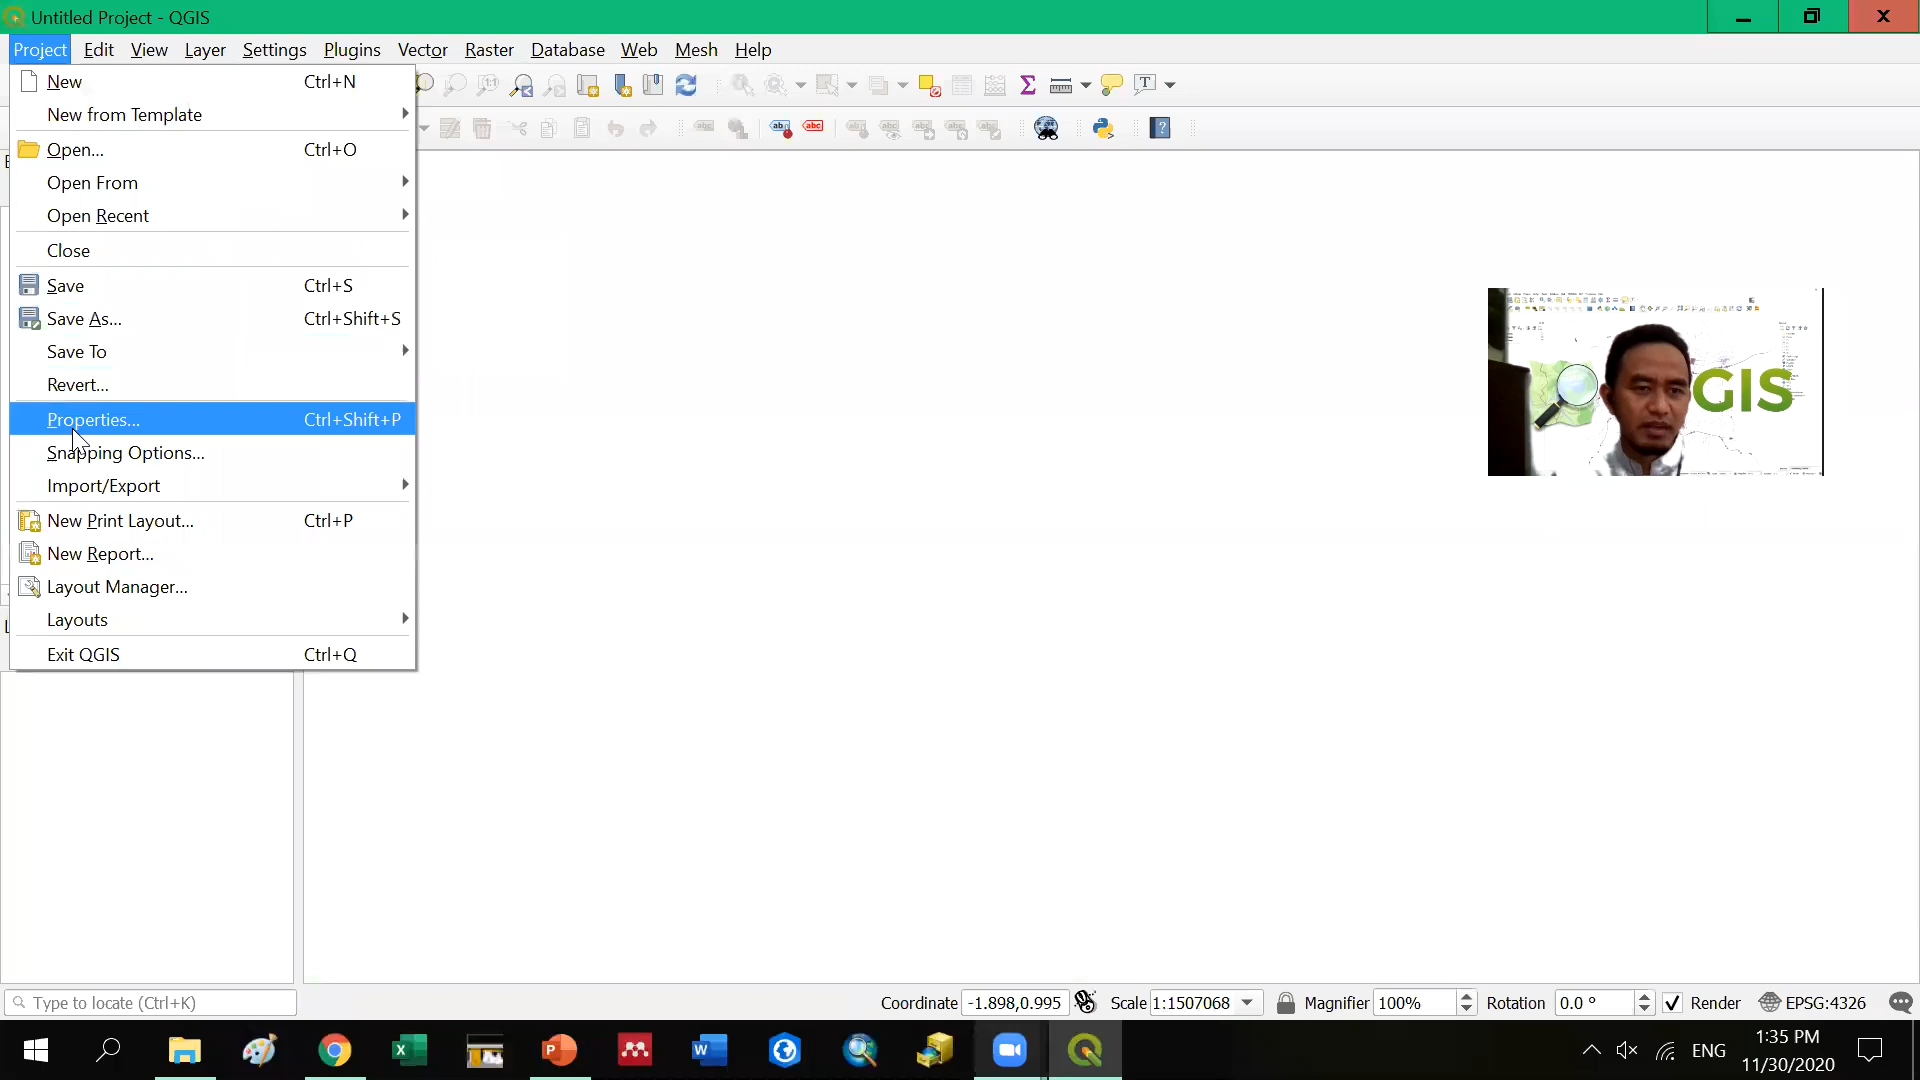 Untitled Project - QGIS
Project Edit View Layer Settings Plugins Vector Raster Database Web Mesh Help
New Ctrl+N
New from Template
Open... Ctrl+O
Open From
Open Recent
Close
Save Ctrl+S
Save As... Ctrl+Shift+S
Save To
Revert...
Properties... Ctrl+Shift+P
Snapping Options...
Import/Export
New Print Layout... Ctrl+P
New Report...
Layout Manager...
Layouts
Exit QGIS Ctrl+Q
GIS
Type to locate (Ctrl+K)
Coordinate -1.898,0.995 Scale 1:1507068 Magnifier 100% Rotation 0.0 ° Render EPSG:4326
ENG
1:35 PM
11/30/2020